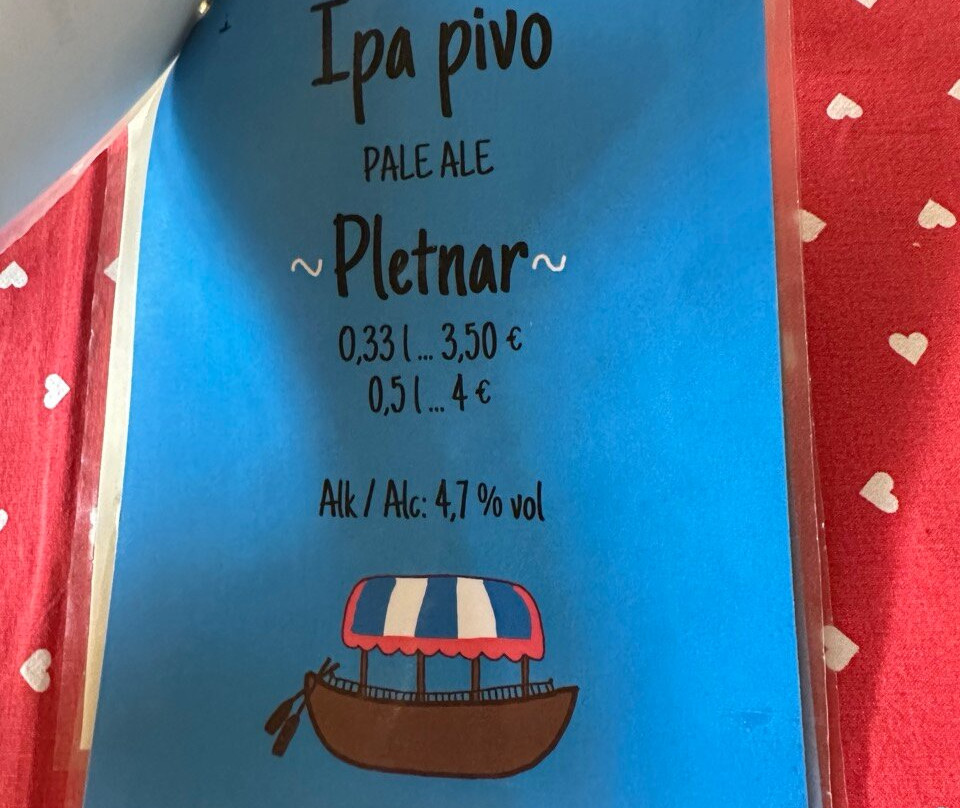 Ipa pivo
PALE ALE
~Pletnar~
0,33 l... 3,50 €
0,5 l... 4 €
Alk / Alc: 4,7 % vol